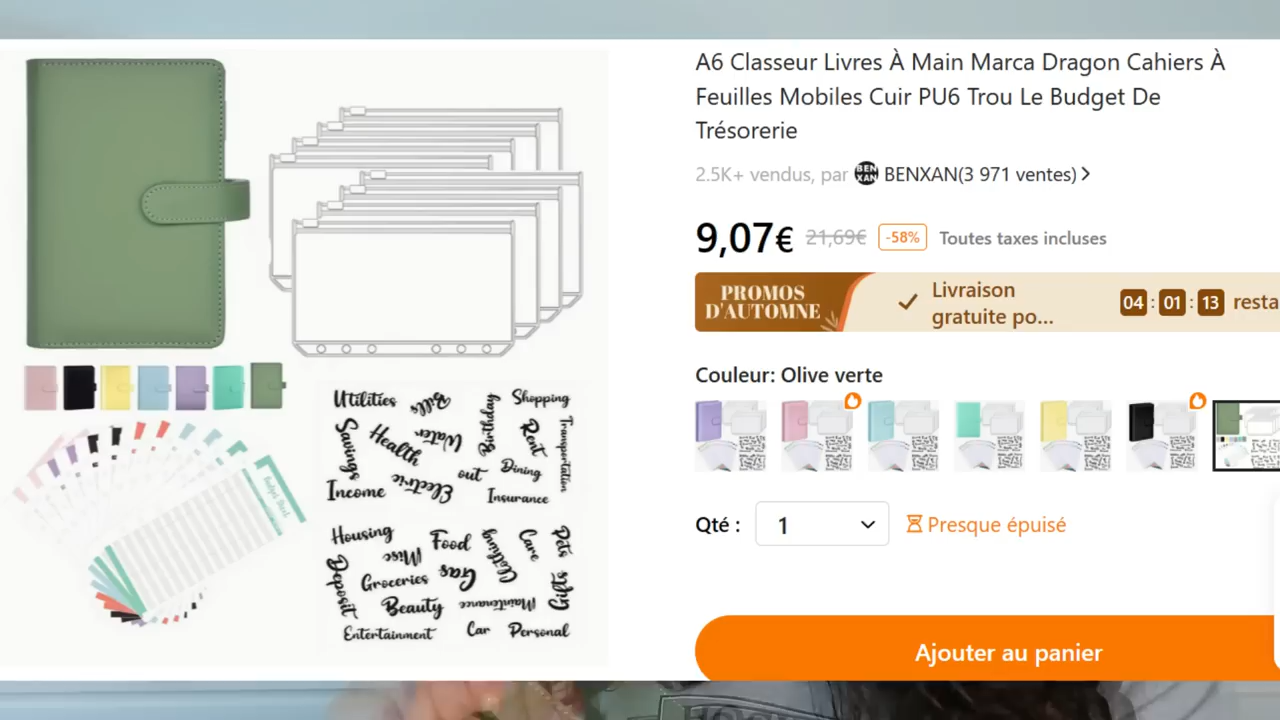 A6 Classeur Livres À Main Marca Dragon Cahiers À
Feuilles Mobiles Cuir PU6 Trou Le Budget De
Trésorerie
2.5K+ vendus, par BEN XAN BENXAN(3 971 ventes)
9,07€ 21,69€ -58% Toutes taxes incluses
PROMOS
D'AUTOMNE
Livraison
gratuite po...
04 : 01 : 13 resta
Couleur: Olive verte
Qté : 1 Presque épuisé
Ajouter au panier
Utilities
Bills
Birthday
Shopping
Savings
Health
Water
Rent
Transportation
out
Dining
Income
Electric
Insurance
Housing
Misc
Food
Clothing
Care
Pets
Deposit
Groceries
Gas
Gifts
Beauty
Maintenance
Entertainment
Car
Personal